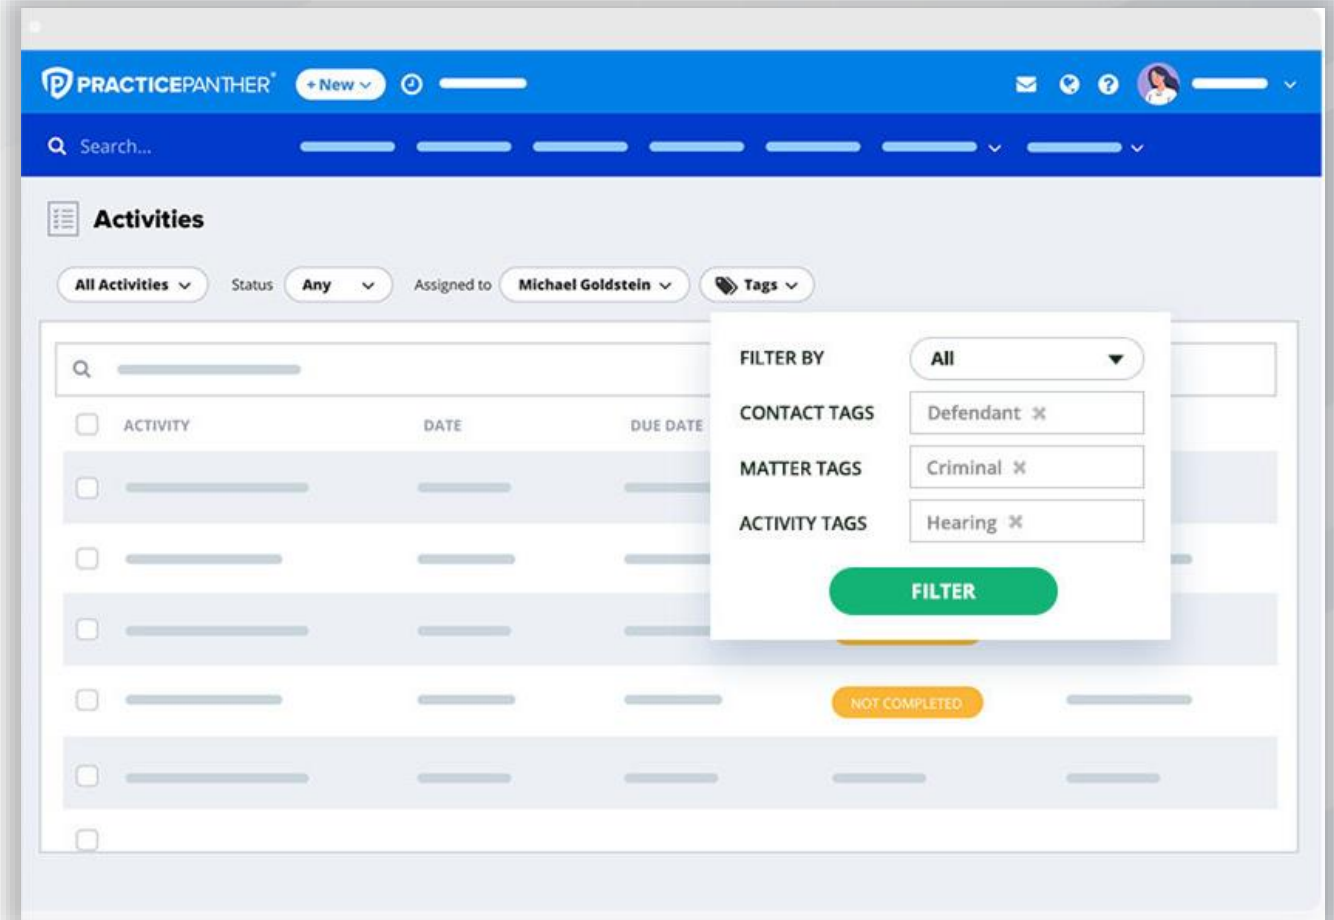 PRACTICEPANTHER® + New
Search...
Activities
All Activities Status Any Assigned to Michael Goldstein Tags
FILTER BY All
CONTACT TAGS Defendant ×
MATTER TAGS Criminal ×
ACTIVITY TAGS Hearing ×
FILTER
ACTIVITY DATE DUE DATE
NOT COMPLETED